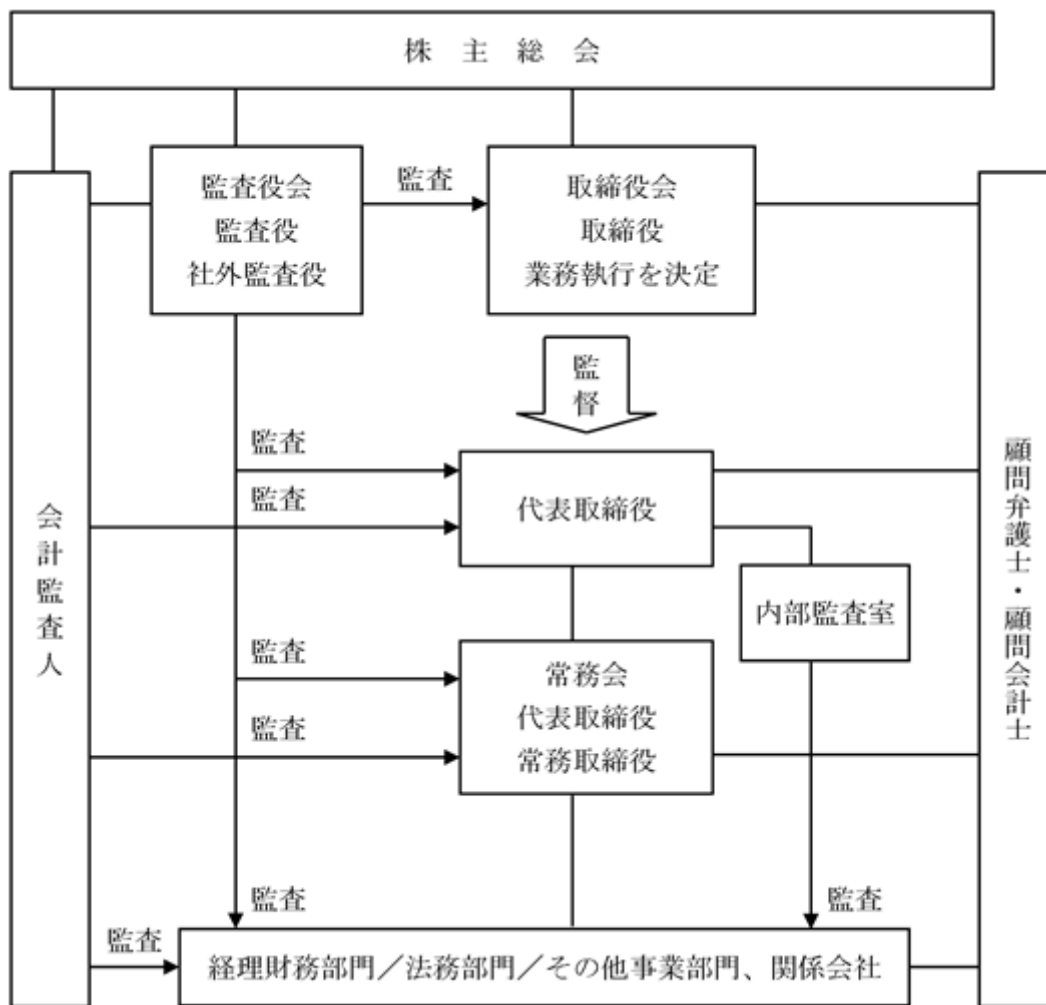 株主総会
監査役会
監査役
社外監査役
監査
取締役会
取締役
業務執行を決定
監督
監査
監査
代表取締役
内部監査室
監査
監査
常務会
代表取締役
常務取締役
会計監査人
顧問弁護士・顧問会計士
監査
監査
監査
経理財務部門／法務部門／その他事業部門、関係会社